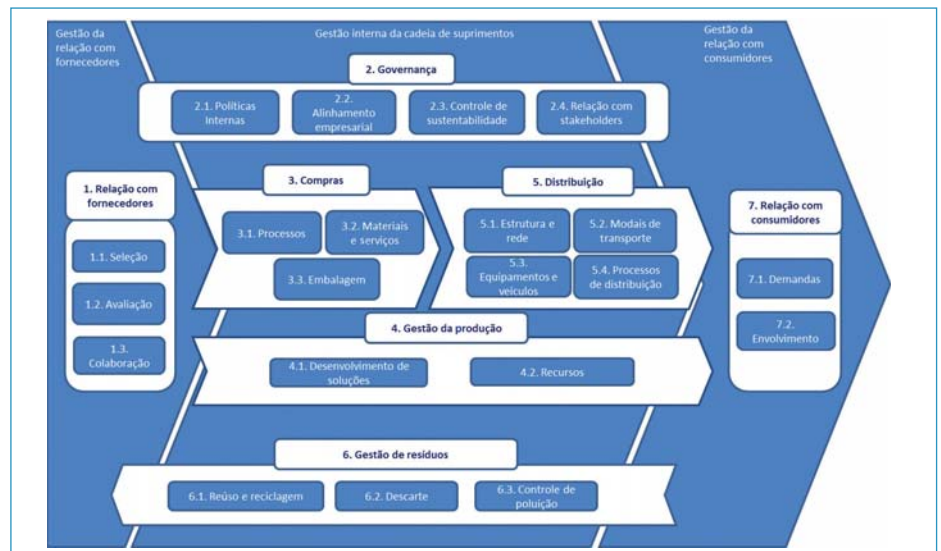 Gestão da
relação com
fornecedores
Gestão interna da cadeia de suprimentos
Gestão da
relação com
consumidores
2. Governança
2.1. Políticas
Internas
2.2.
Alinhamento
empresarial
2.3. Controle de
sustentabilidade
2.4. Relação com
stakeholders
1. Relação com
fornecedores
1.1. Seleção
1.2. Avaliação
1.3.
Colaboração
3. Compras
3.1. Processos
3.2. Materiais
e serviços
3.3. Embalagem
5. Distribuição
5.1. Estrutura e
rede
5.2. Modais de
transporte
5.3.
Equipamentos e
veículos
5.4. Processos
de distribuição
7. Relação com
consumidores
7.1. Demandas
7.2.
Envolvimento
4. Gestão da produção
4.1. Desenvolvimento de
soluções
4.2. Recursos
6. Gestão de resíduos
6.1. Reúso e reciclagem
6.2. Descarte
6.3. Controle de
poluição